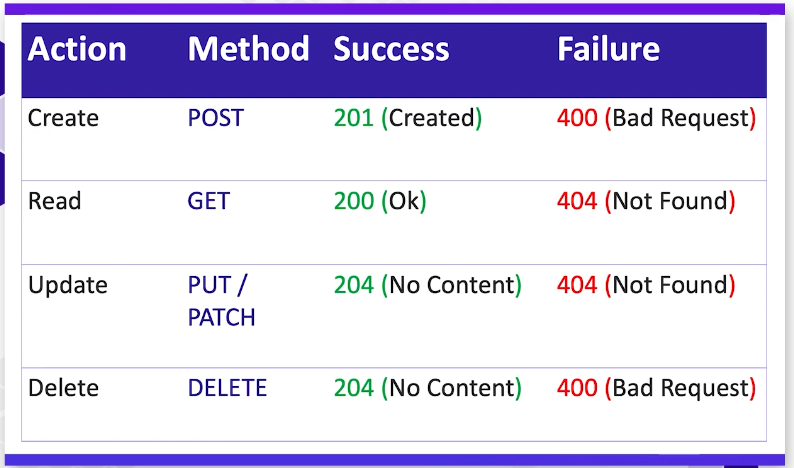 Action Method Success Failure
Create POST 201 (Created) 400 (Bad Request)
Read GET 200 (Ok) 404 (Not Found)
Update PUT / 204 (No Content) 404 (Not Found)
PATCH
Delete DELETE 204 (No Content) 400 (Bad Request)